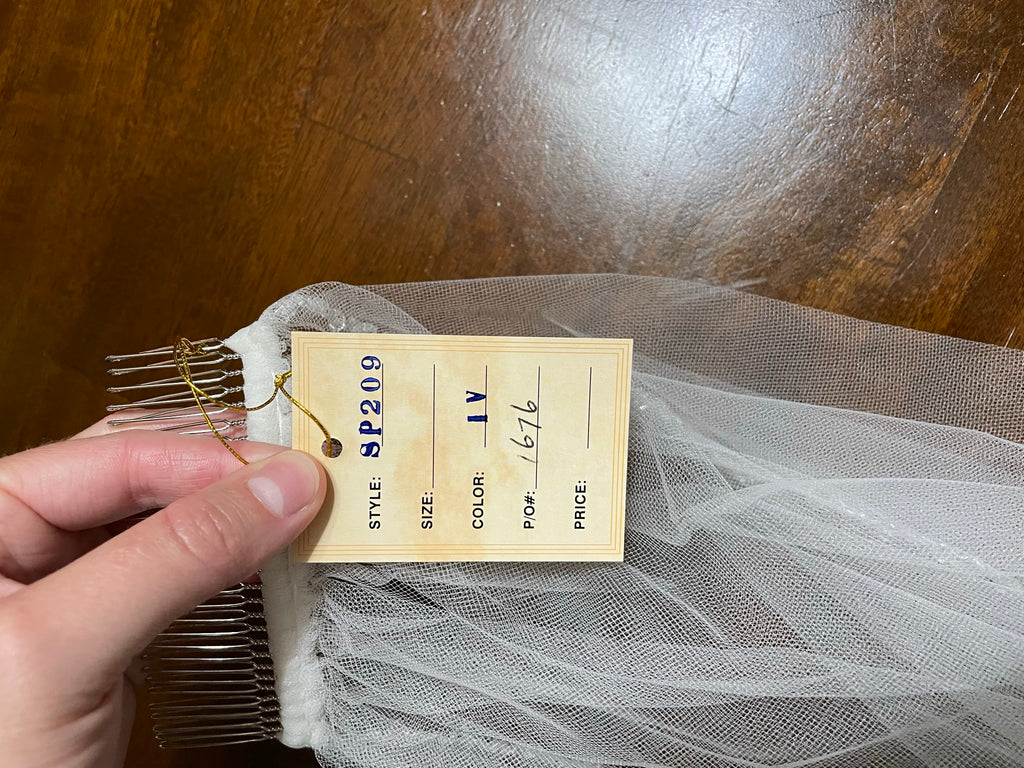 STYLE: SP209
SIZE:
COLOR: IV
P/O#: 1676
PRICE: